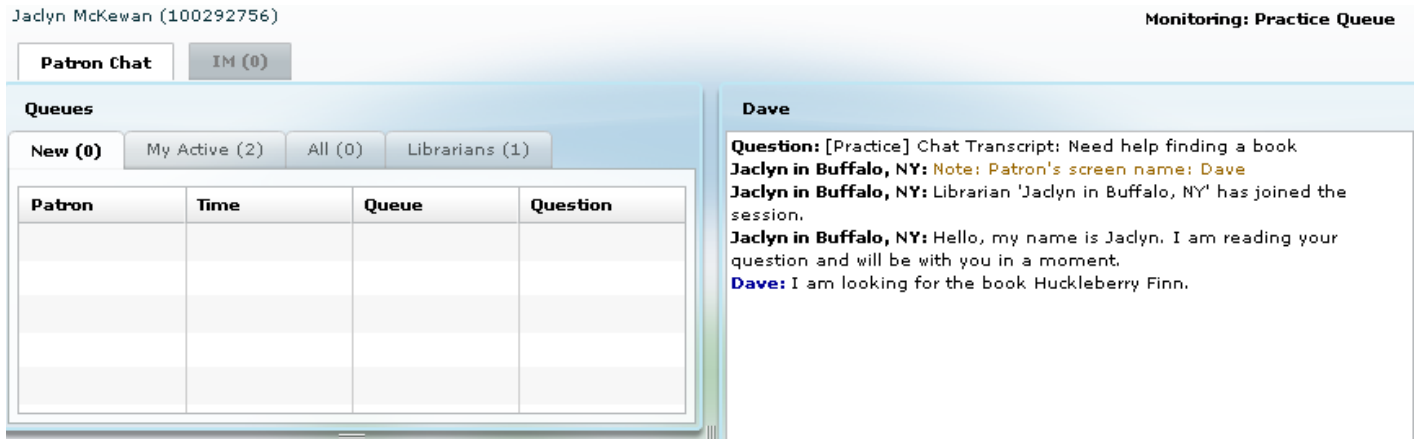 Jaclyn McKewan (100292756)
Monitoring: Practice Queue
Patron Chat
IM (0)
Queues
New (0)
My Active (2)
All (0)
Librarians (1)
Patron
Time
Queue
Question
Dave
Question: [Practice] Chat Transcript: Need help finding a book
Jaclyn in Buffalo, NY: Note: Patron's screen name: Dave
Jaclyn in Buffalo, NY: Librarian 'Jaclyn in Buffalo, NY' has joined the
session.
Jaclyn in Buffalo, NY: Hello, my name is Jaclyn. I am reading your
question and will be with you in a moment.
Dave: I am looking for the book Huckleberry Finn.